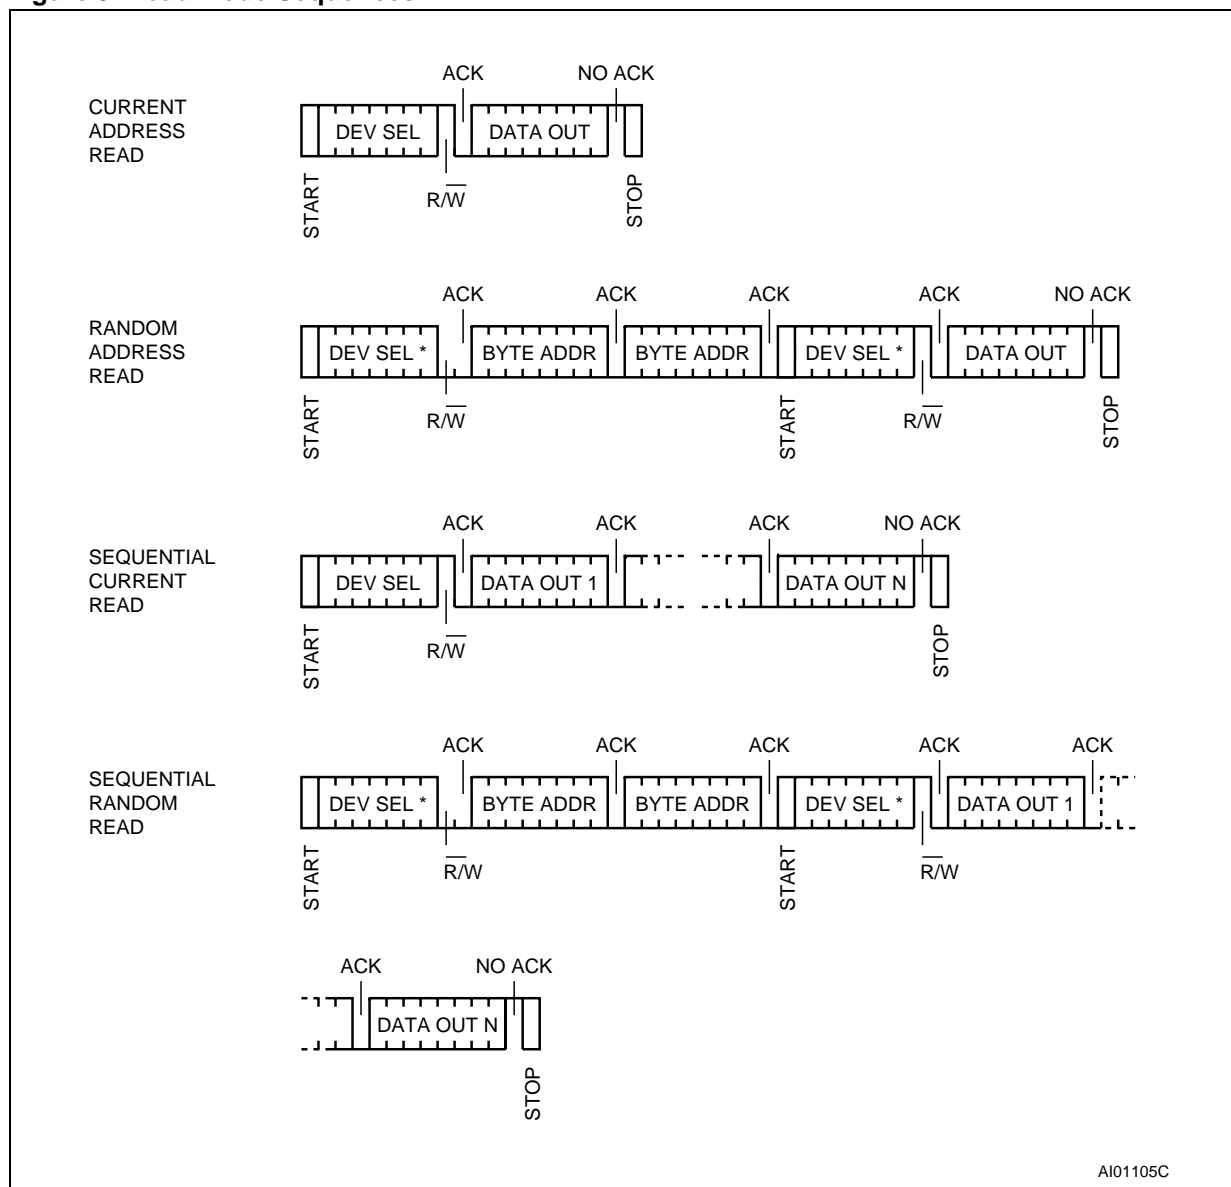 Read Mode Sequences
ACK NO ACK
CURRENT
ADDRESS
READ
DEV SEL DATA OUT
START R/W̅ STOP
ACK ACK ACK ACK NO ACK
RANDOM
ADDRESS
READ
DEV SEL * BYTE ADDR BYTE ADDR DEV SEL * DATA OUT
START R/W̅ START R/W̅ STOP
ACK ACK ACK NO ACK
SEQUENTIAL
CURRENT
READ
DEV SEL DATA OUT 1 DATA OUT N
START R/W̅ STOP
ACK ACK ACK ACK ACK
SEQUENTIAL
RANDOM
READ
DEV SEL * BYTE ADDR BYTE ADDR DEV SEL * DATA OUT 1
START R̅/W START R̅/W
ACK NO ACK
DATA OUT N
STOP
AI01105C